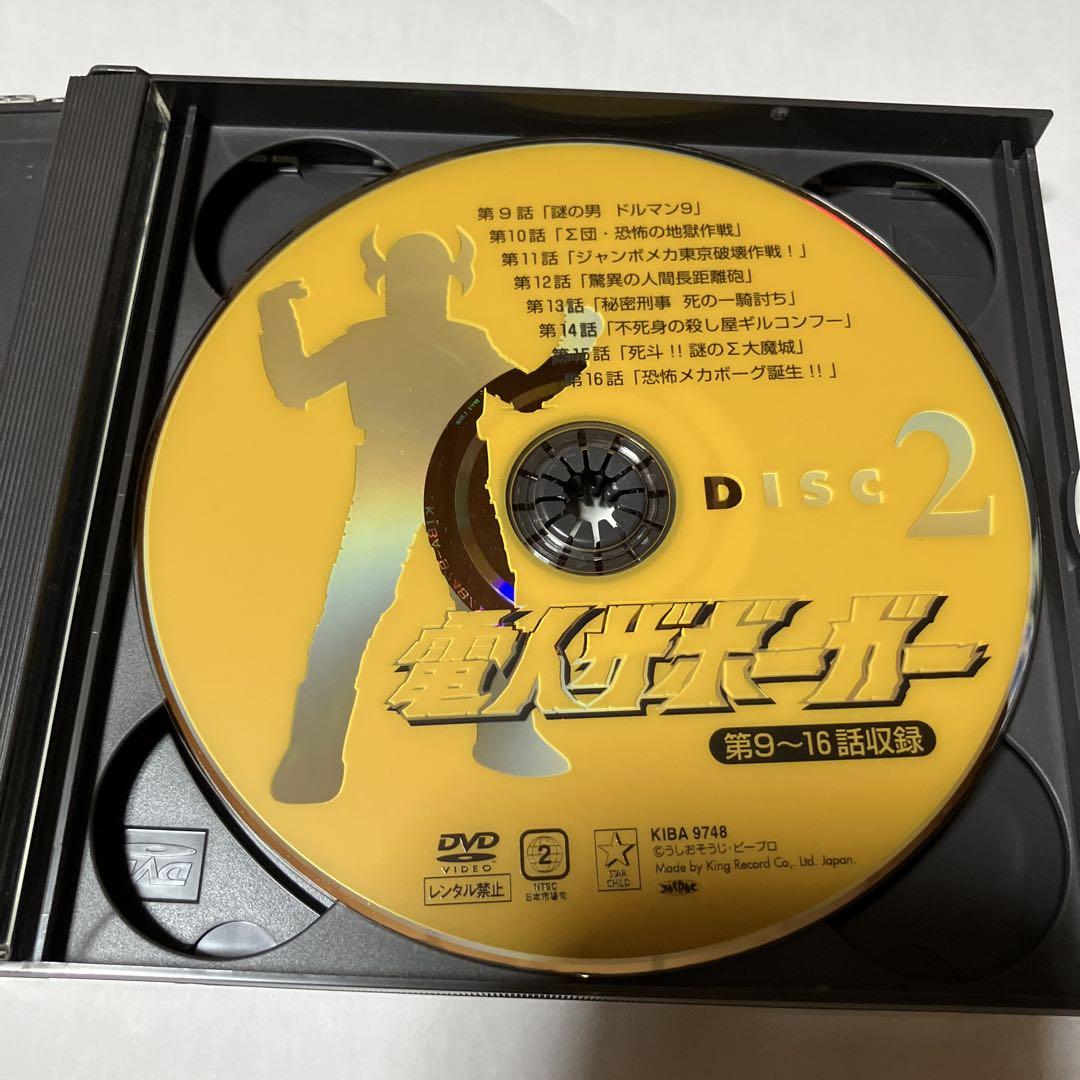 第9話「謎の男 ドルマン9」
第10話「Σ団・恐怖の地獄作戦」
第11話「ジャンボメカ東京破壊作戦！」
第12話「驚異の人間長距離砲」
第13話「秘密刑事 死の一騎討ち」
第14話「不死身の殺し屋ギルコンフー」
第15話「死斗!!謎のΣ大魔城」
第16話「恐怖メカボーグ誕生!!」
DISC 2
電人ザボーガー
第9〜16話収録
DVD
VIDEO
レンタル禁止
2
NTSC
日本市場向
STAR
CHILD
KIBA 9748
©うしおそうじ・ピープロ
Made by King Record Co,. Ltd. Japan.